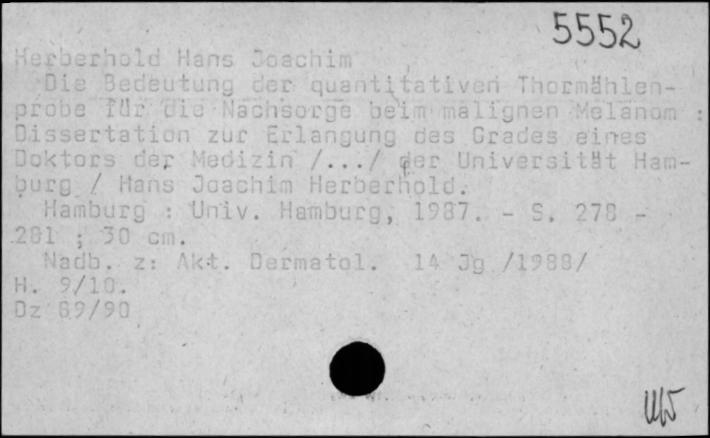 5552
Herberhold Hans Joachim
Die Bedeutung der quantitativen Thormählen-
probe für die Nachsorge beim malignen Melanom :
Dissertation zur Erlangung des Grades eines
Doktors der Medizin /.../ der Universität Ham-
burg / Hans Joachim Herberhold.
Hamburg : Univ. Hamburg, 1987. - S. 278 -
281 ; 30 cm.
Nadb. z: Akt. Dermatol. 14 Jg /1988/
H. 9/10.
Dz 89/90